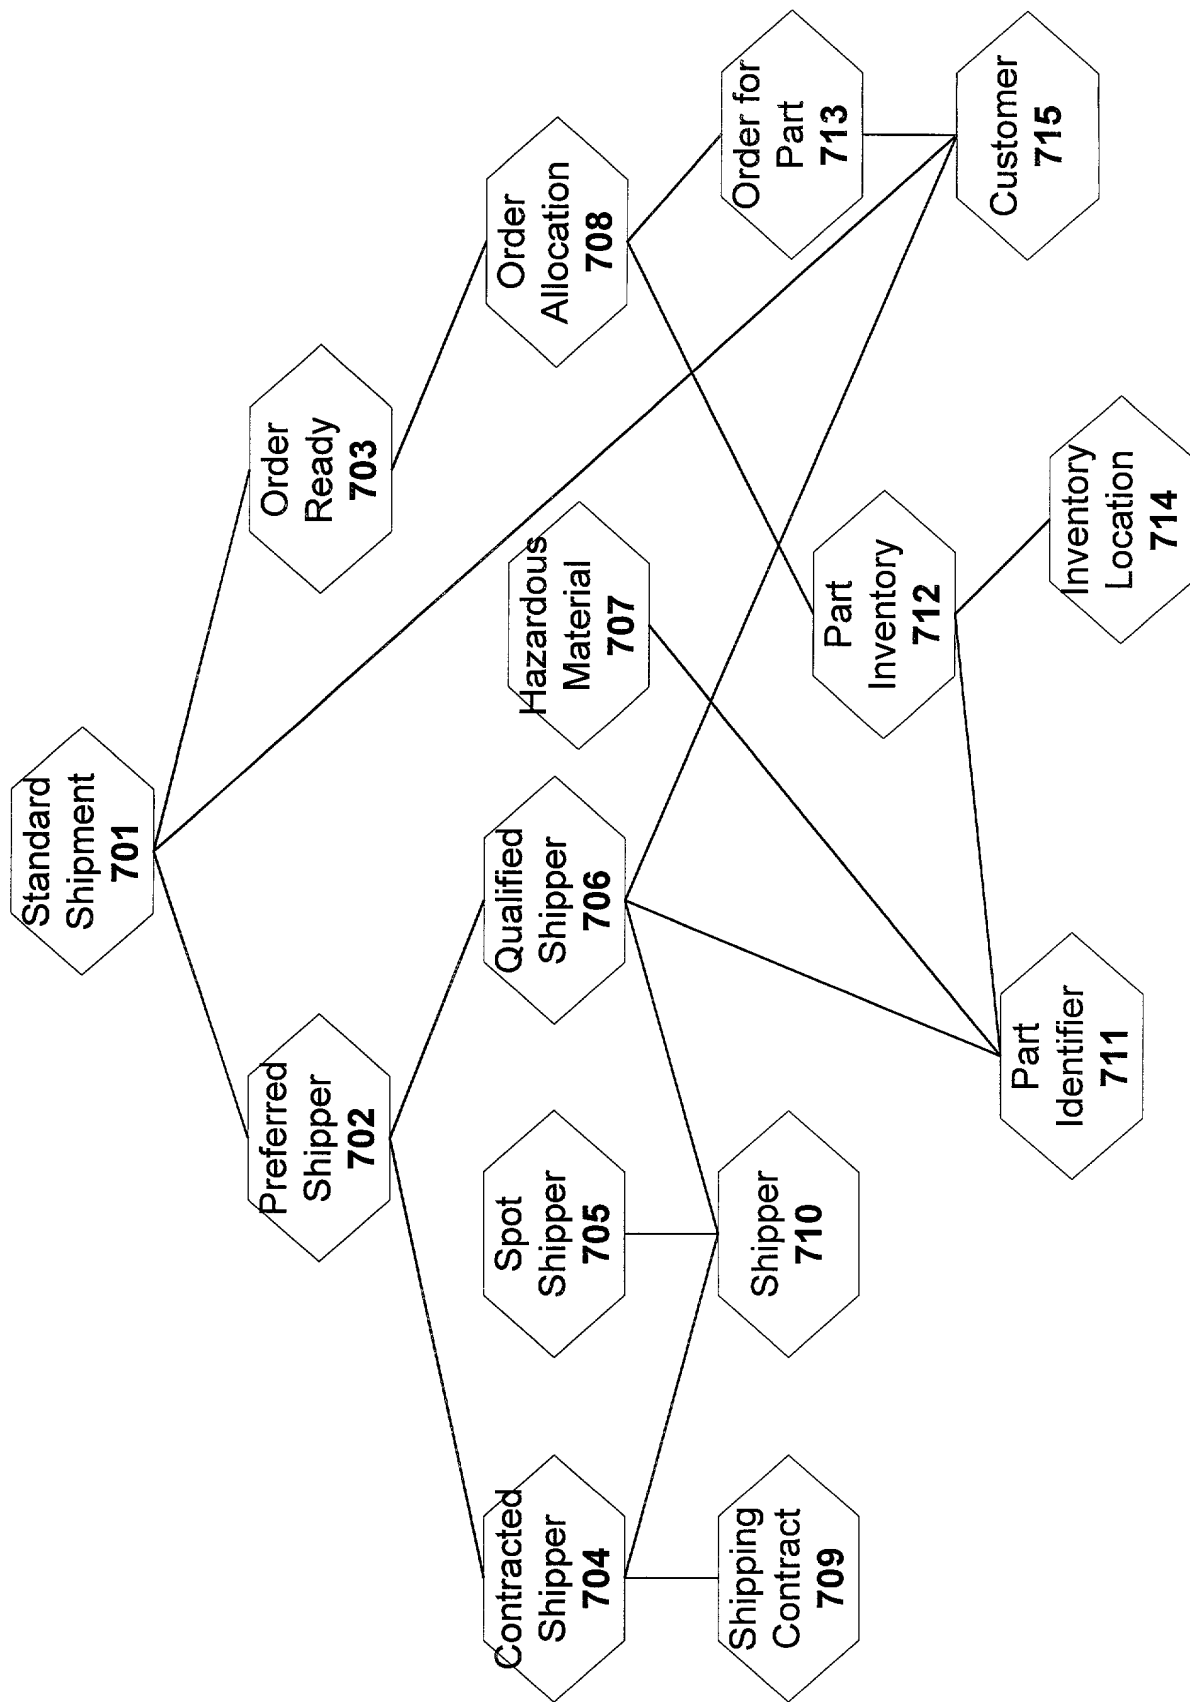 Standard
Shipment
701
Preferred
Shipper
702
Order
Ready
703
Contracted
Shipper
704
Spot
Shipper
705
Qualified
Shipper
706
Hazardous
Material
707
Order
Allocation
708
Shipping
Contract
709
Shipper
710
Part
Identifier
711
Part
Inventory
712
Order for
Part
713
Inventory
Location
714
Customer
715